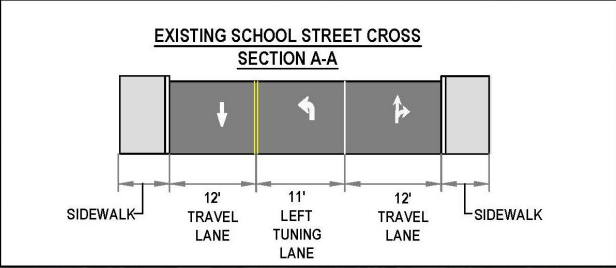 EXISTING SCHOOL STREET CROSS
SECTION A-A
SIDEWALK
12'
TRAVEL
LANE
11'
LEFT
TUNING
LANE
12'
TRAVEL
LANE
SIDEWALK